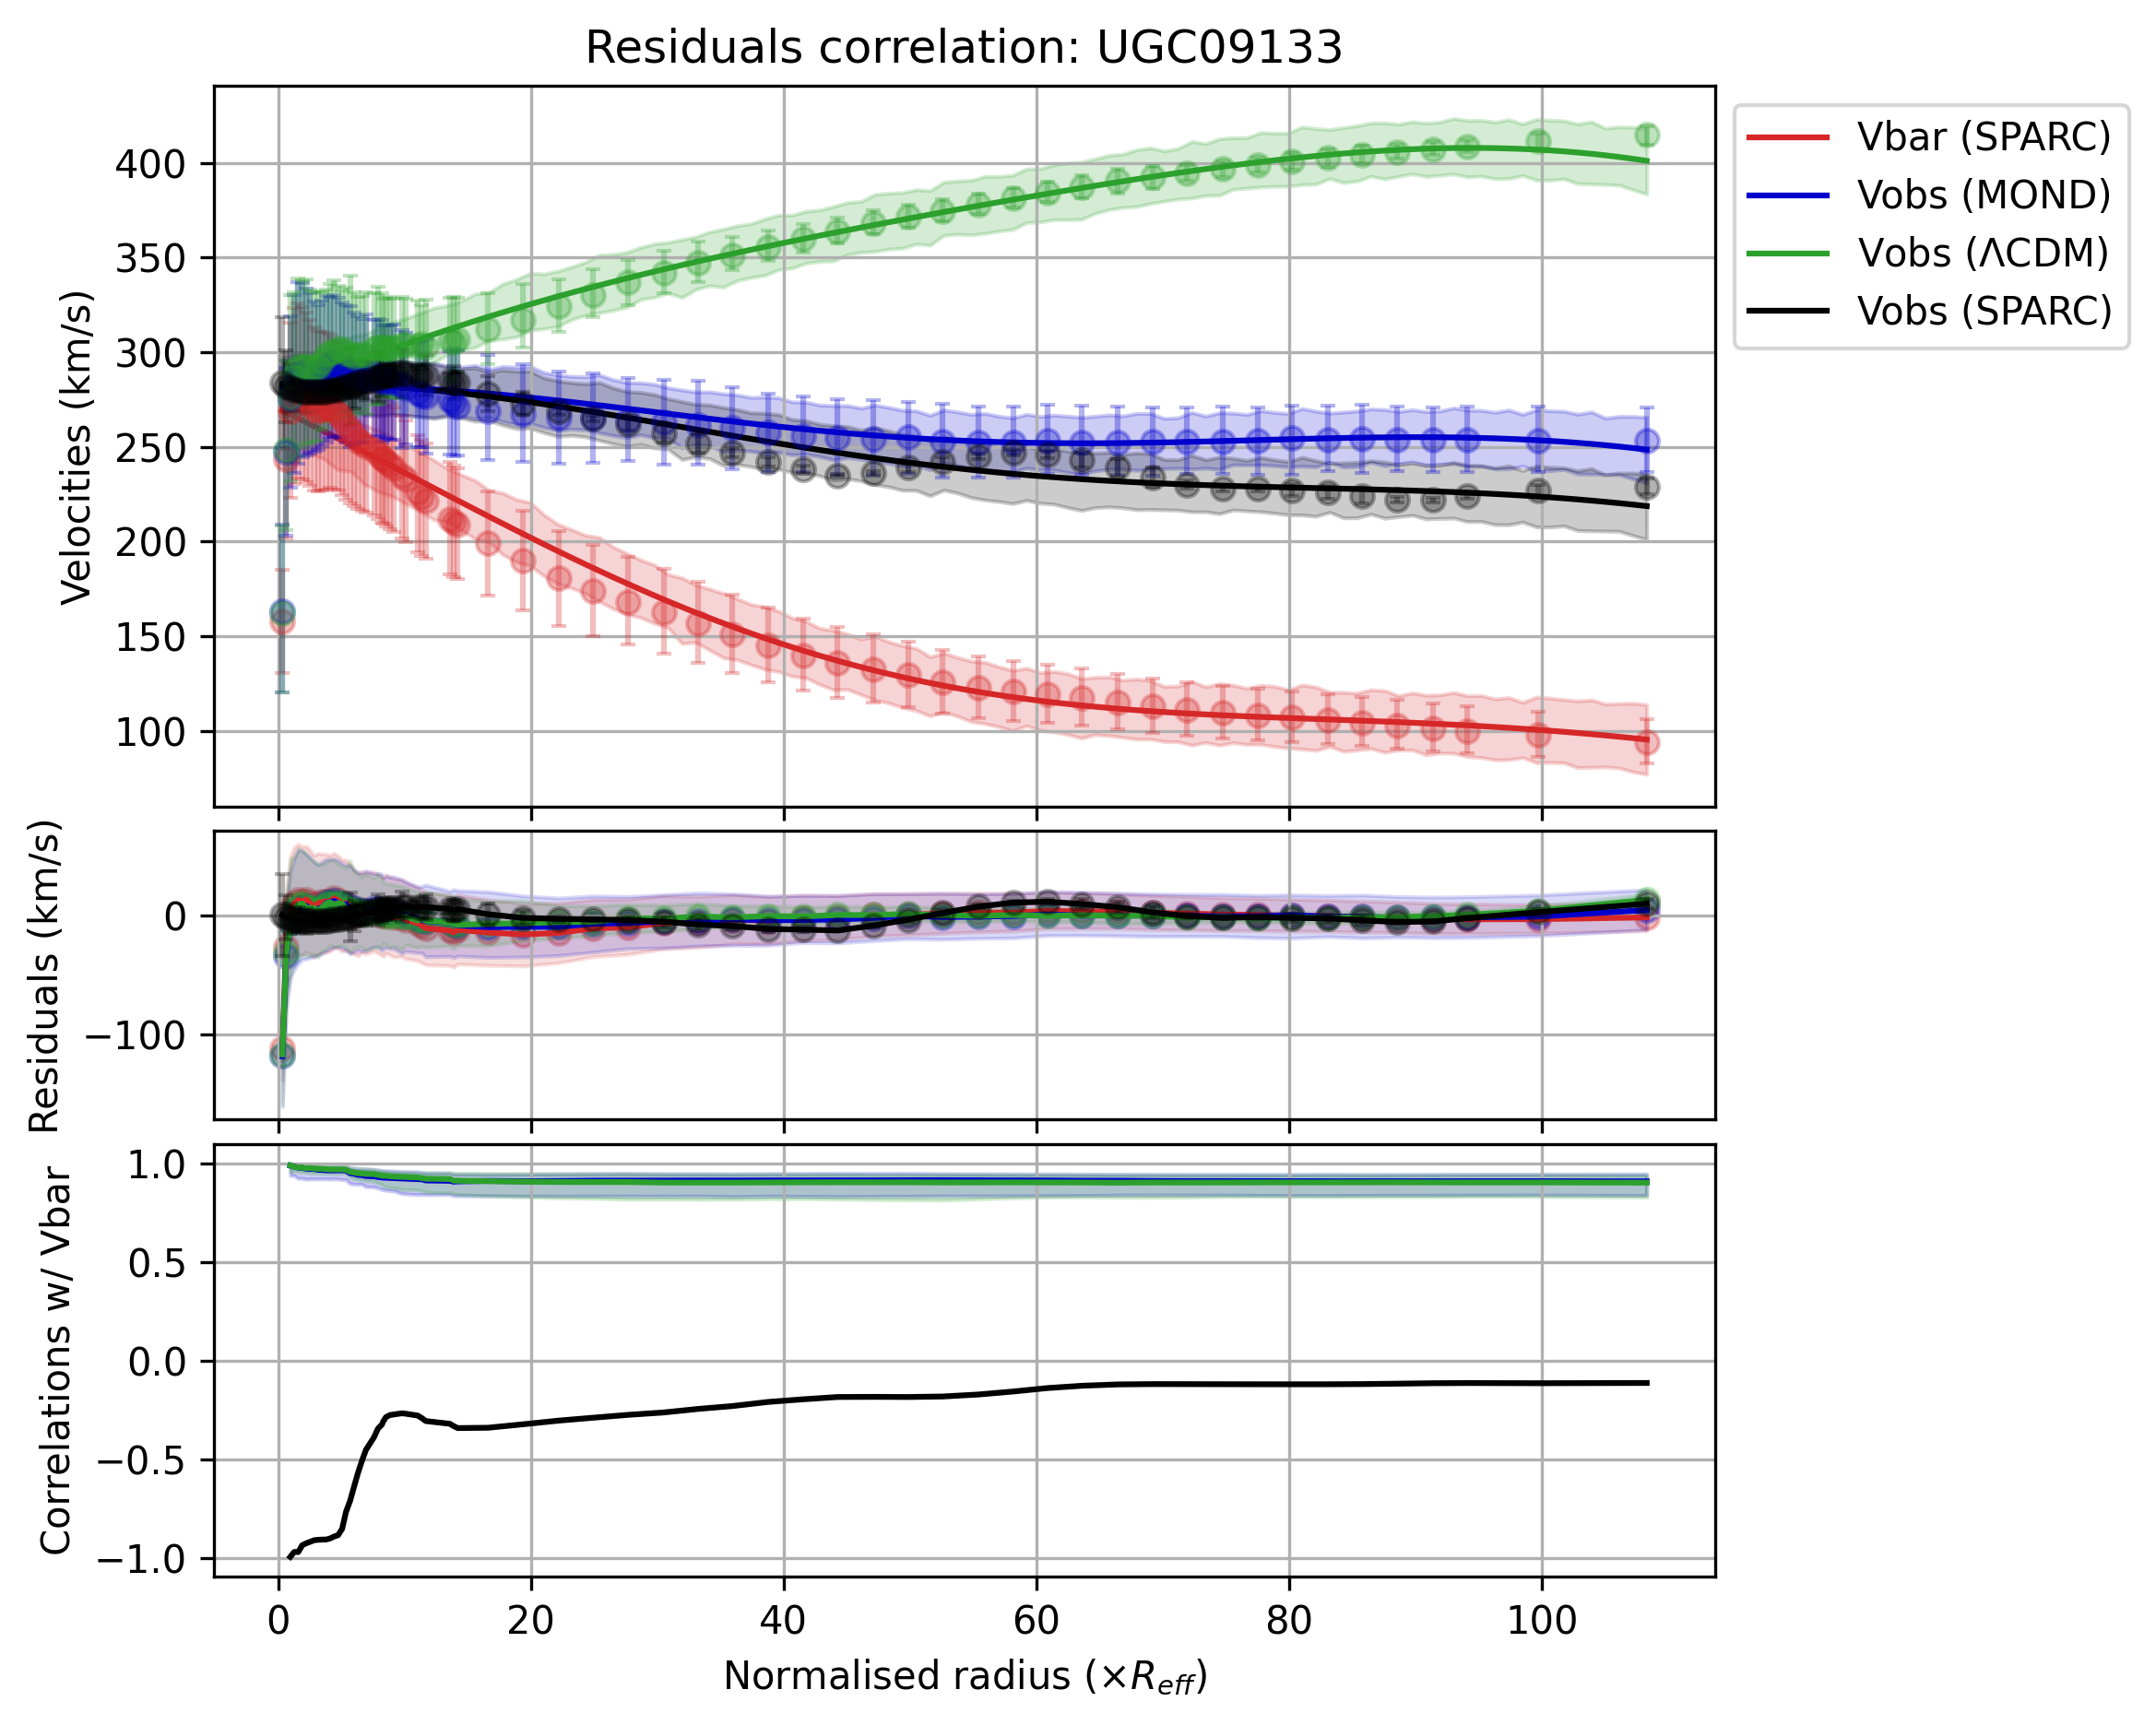 Residuals correlation: UGC09133
Vbar (SPARC)
Vobs (MOND)
Vobs (ΛCDM)
Vobs (SPARC)
Velocities (km/s)
400
350
300
250
200
150
100
Residuals (km/s)
0
−100
Correlations w/ Vbar
1.0
0.5
0.0
−0.5
−1.0
0 20 40 60 80 100
Normalised radius (×R_eff)